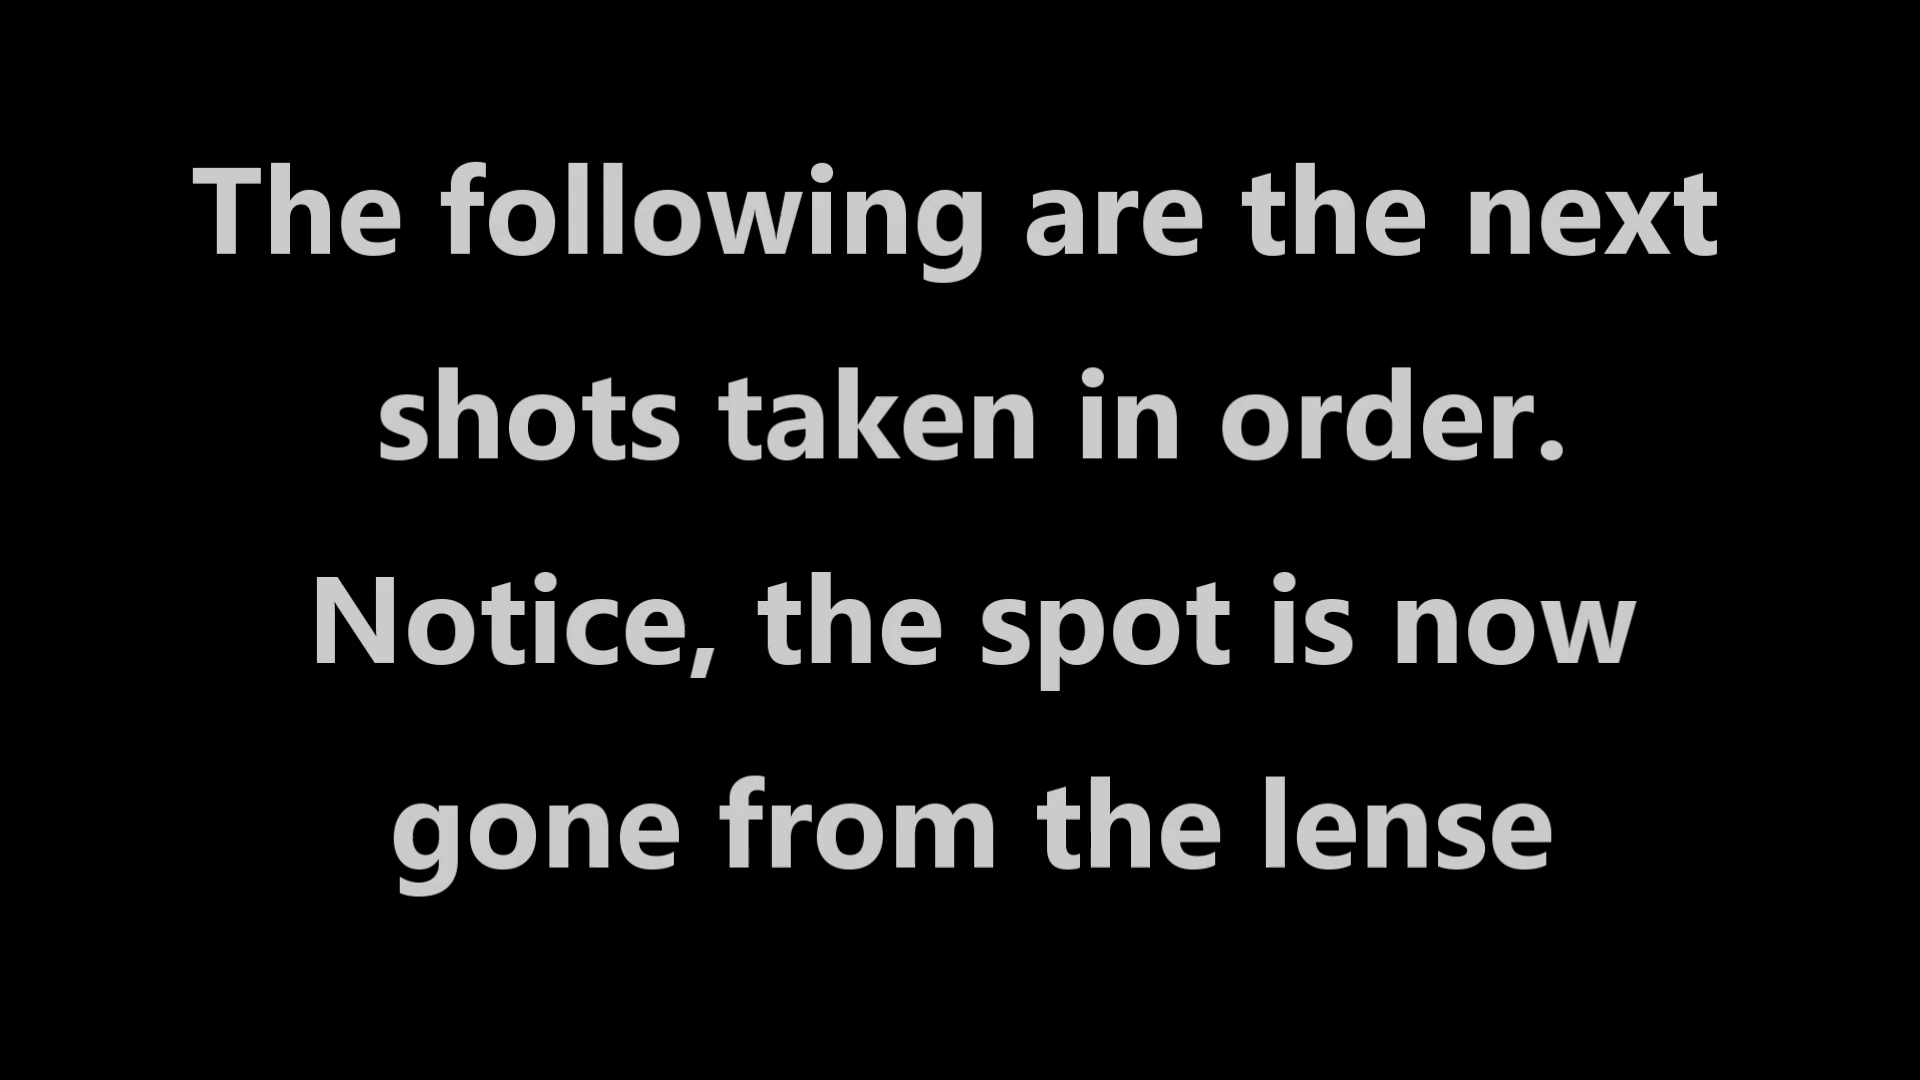 The following are the next
shots taken in order.
Notice, the spot is now
gone from the lense